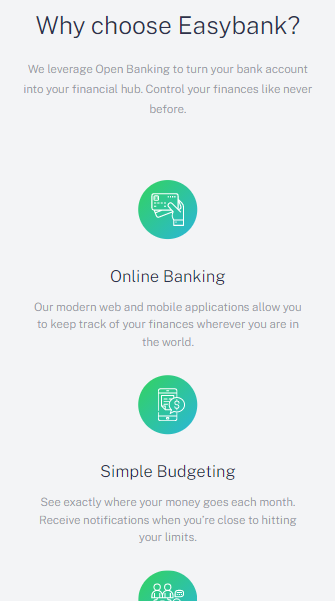 Why choose Easybank?
We leverage Open Banking to turn your bank account
into your financial hub. Control your finances like never
before.
Online Banking
Our modern web and mobile applications allow you
to keep track of your finances wherever you are in
the world.
Simple Budgeting
See exactly where your money goes each month.
Receive notifications when you're close to hitting
your limits.